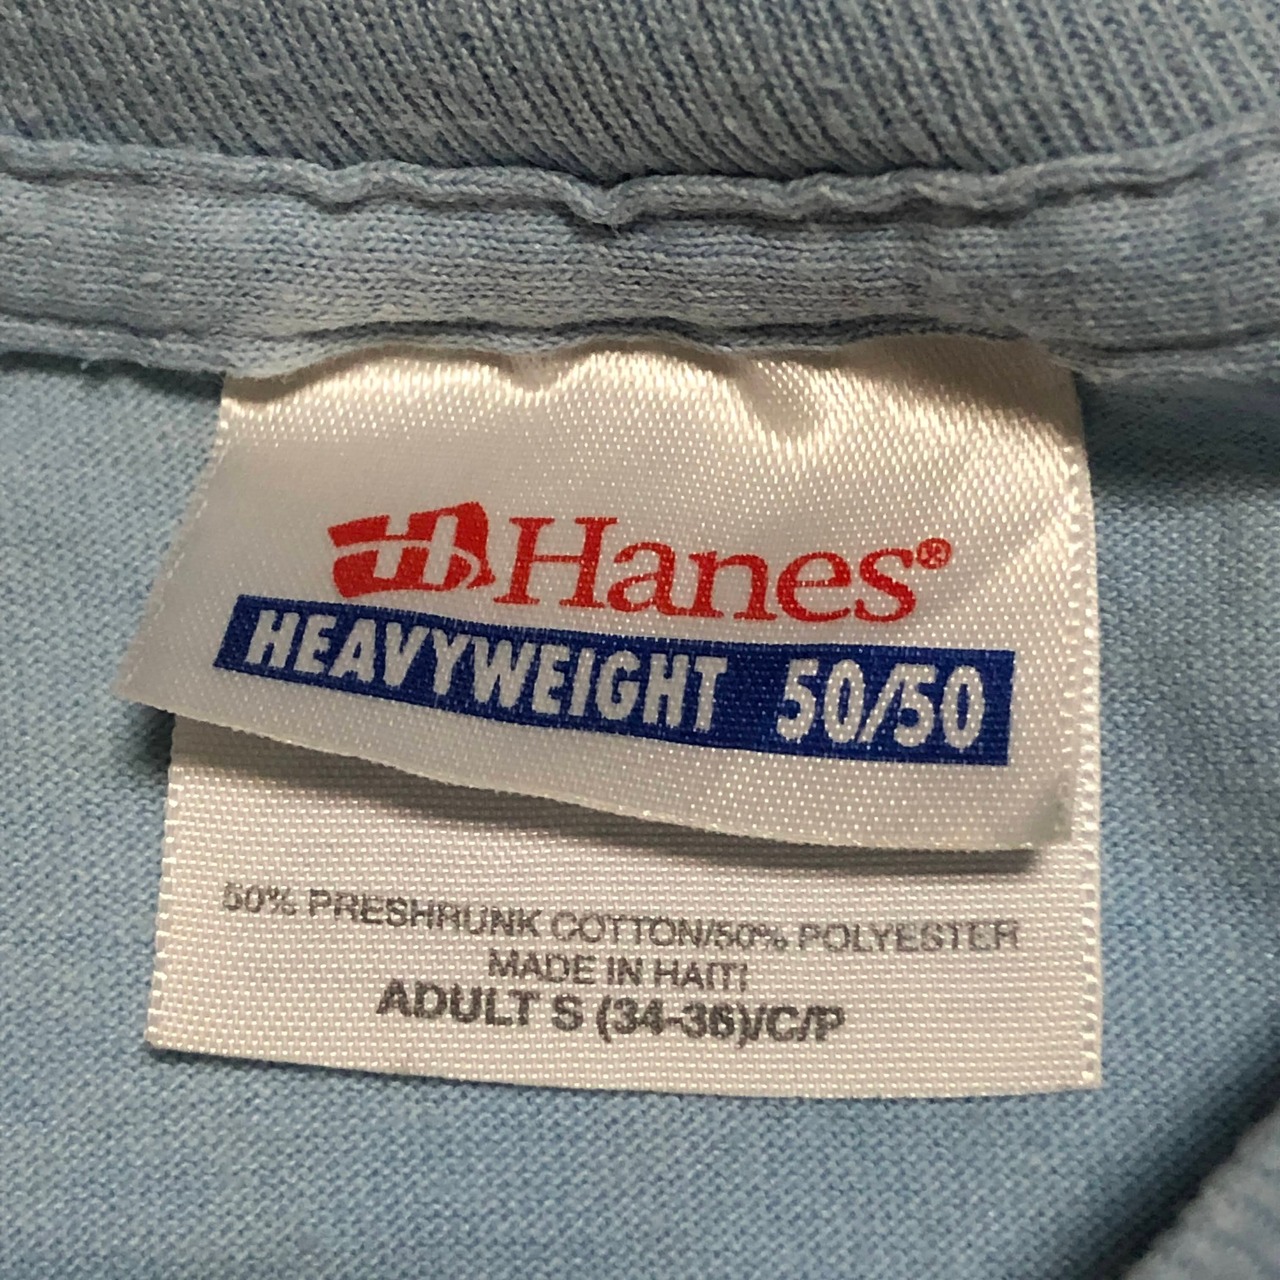 Hanes®
HEAVYWEIGHT 50/50
50% PRESHRUNK COTTON/50% POLYESTER
MADE IN HAITI
ADULT S (34-36)/C/P